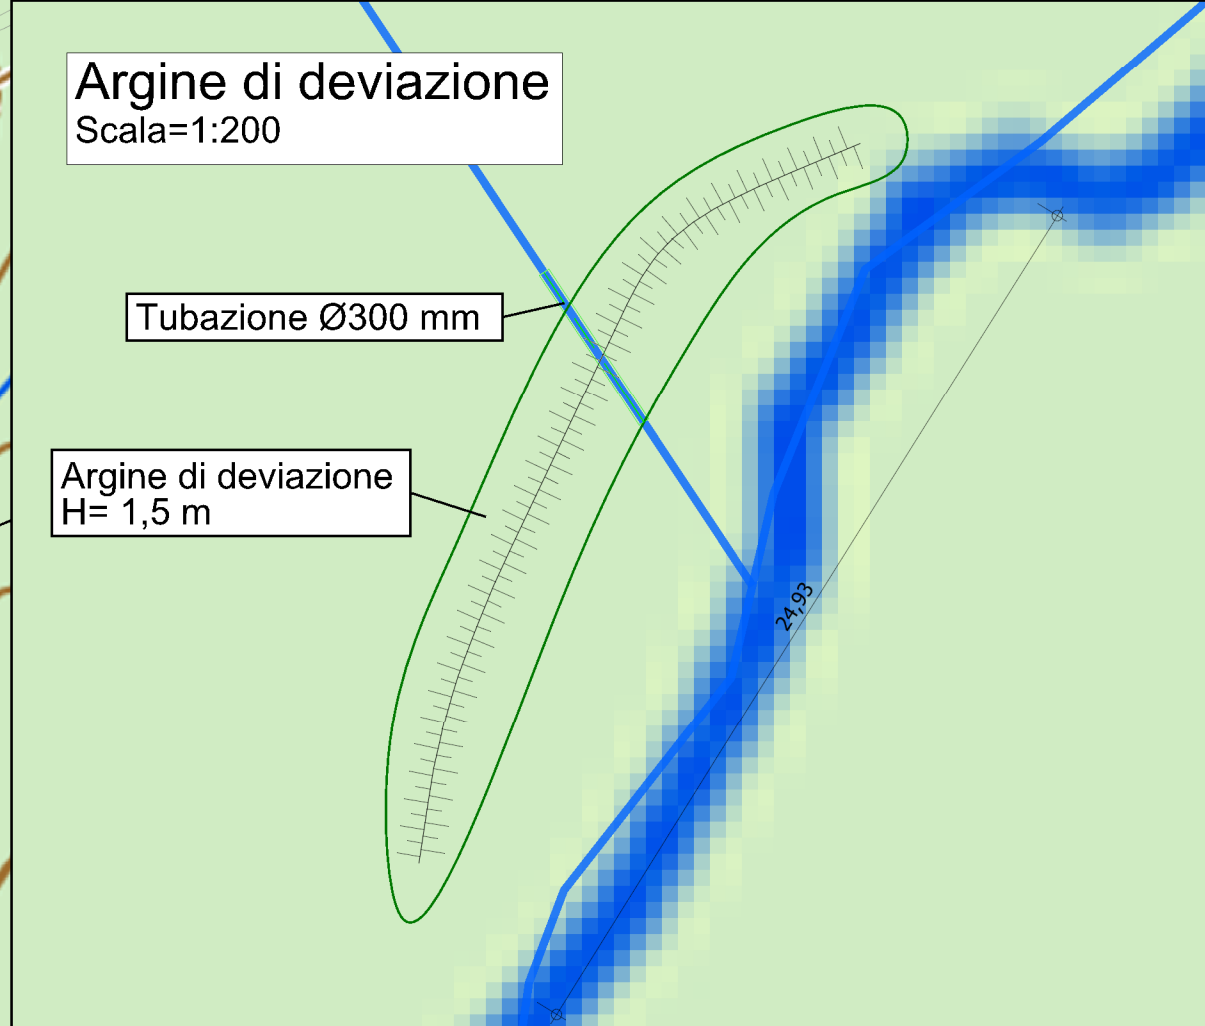 Argine di deviazione
Scala=1:200
Tubazione Ø300 mm
Argine di deviazione
H= 1,5 m
24,93